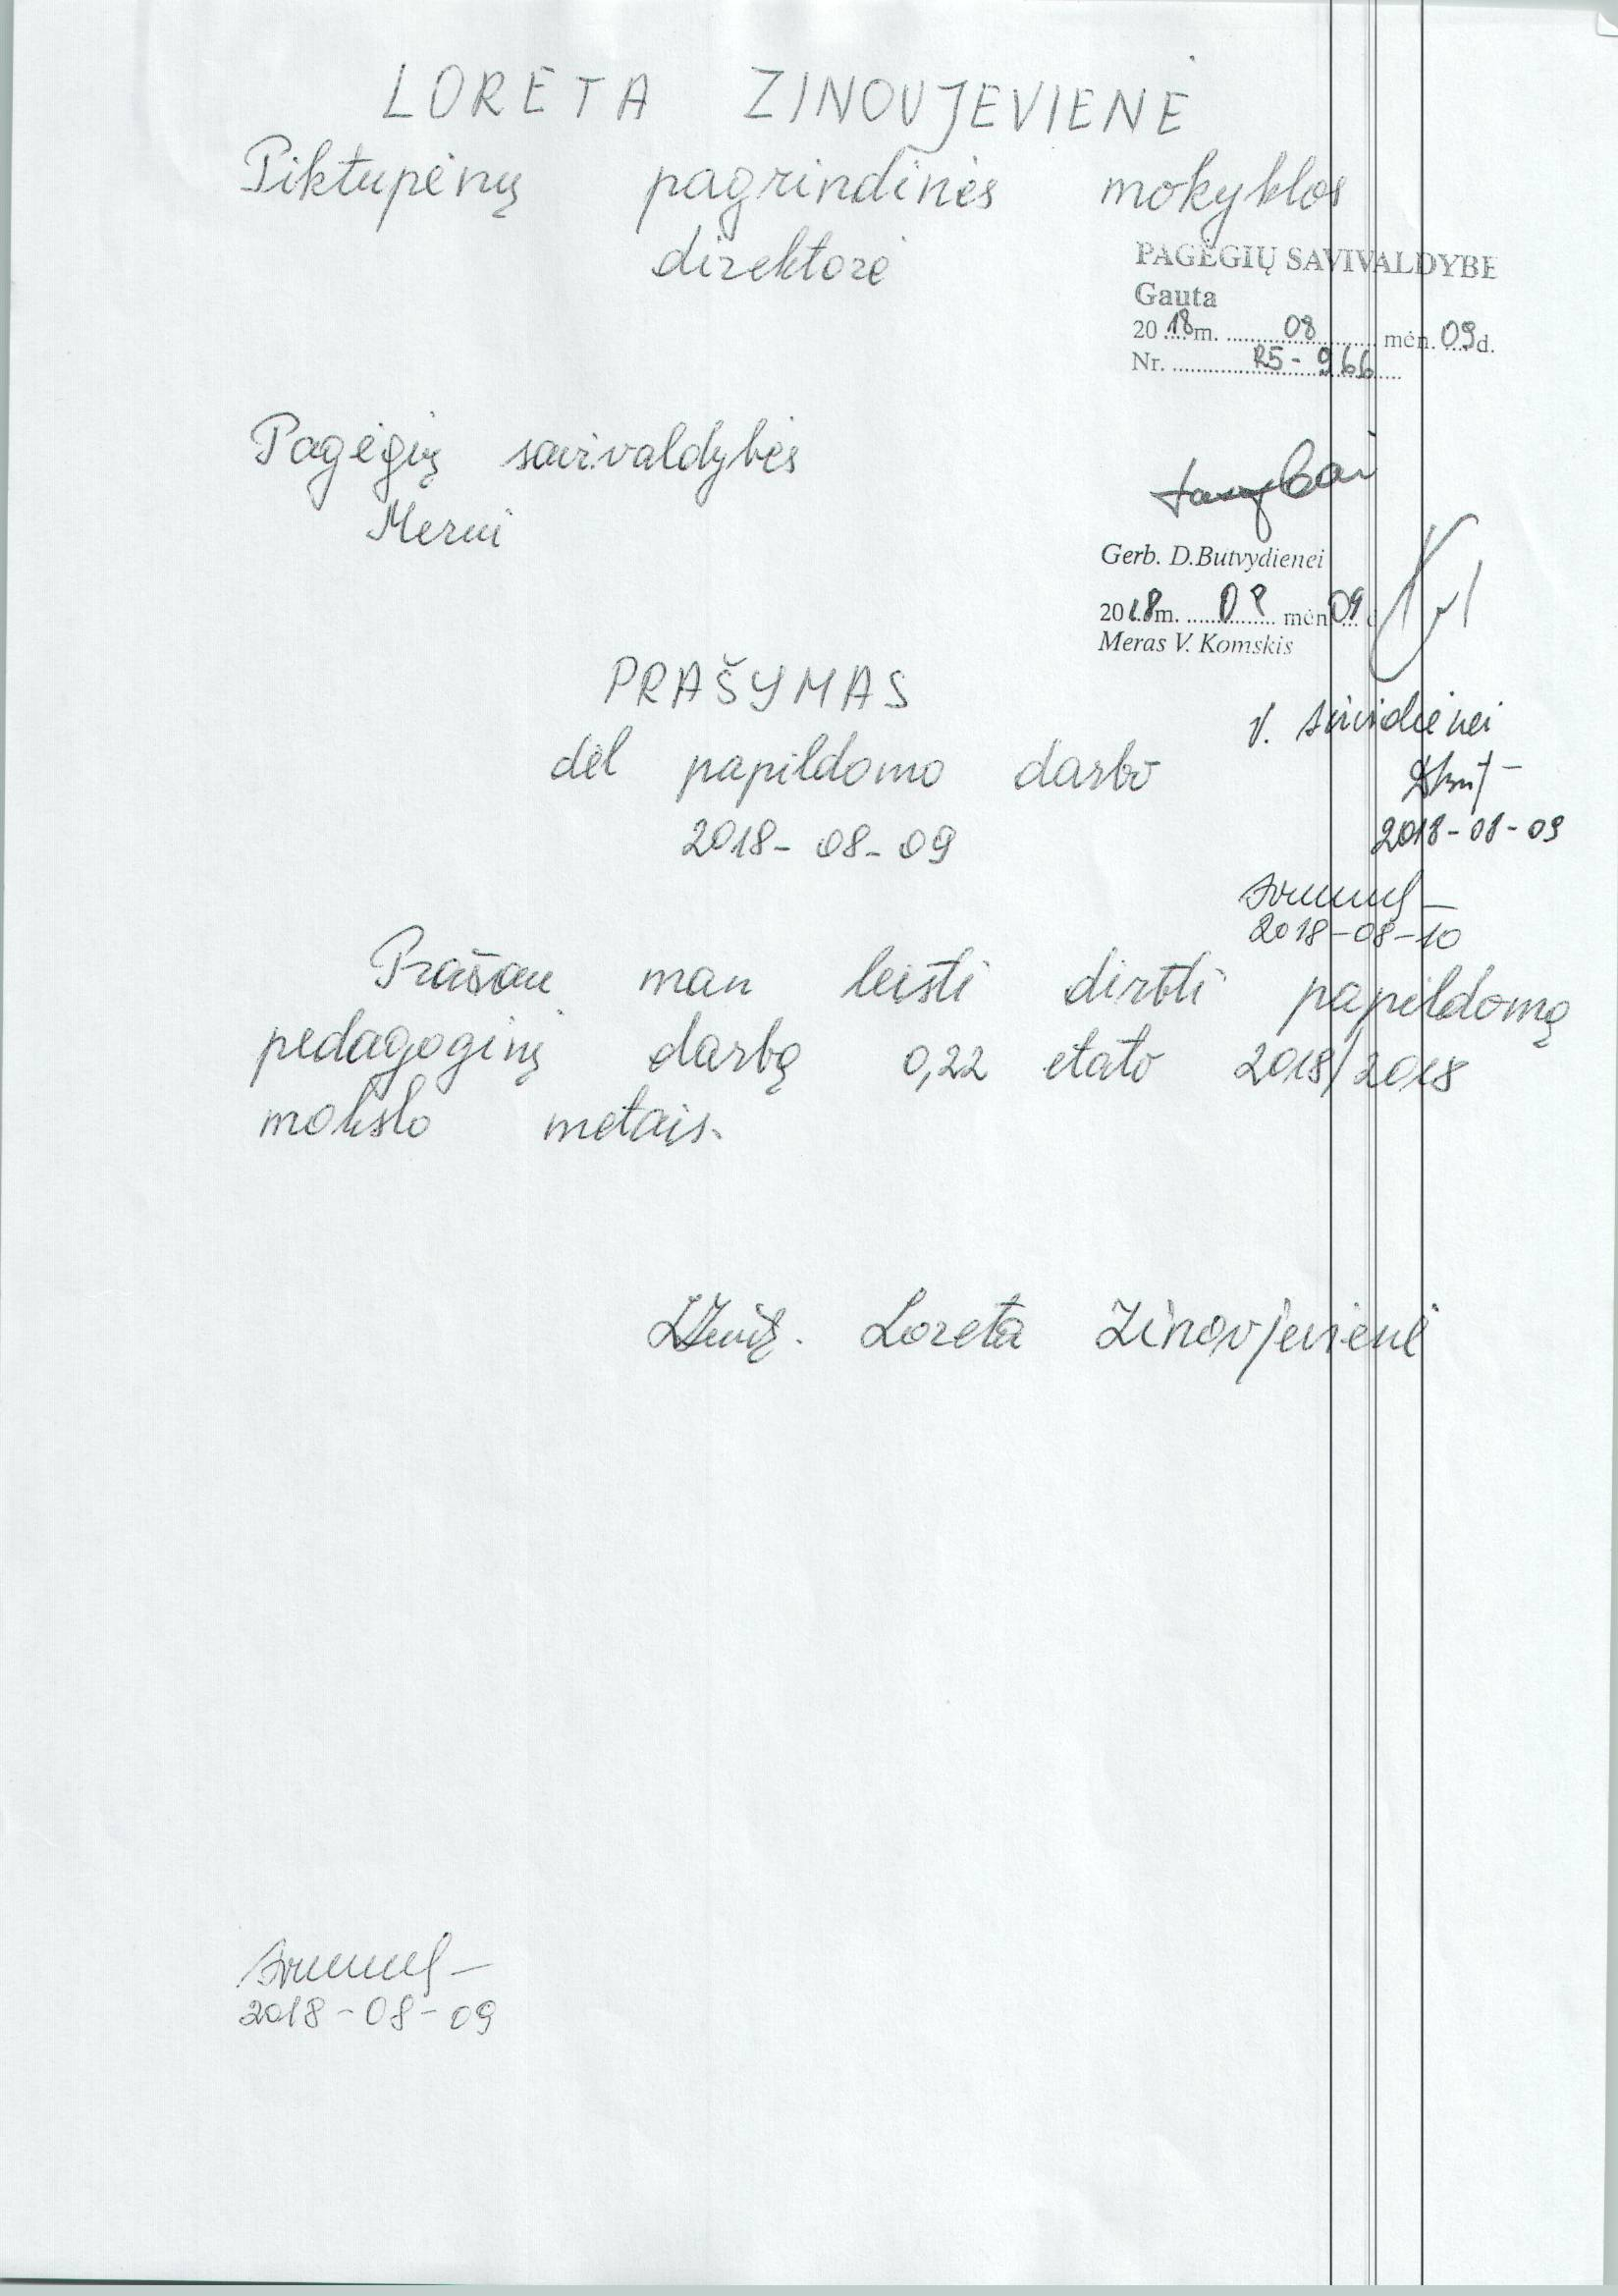 LORETA ZINOVJEVIENĖ
Piktupėnų pagrindinės mokyklos
direktorė
PAGĖGIŲ SAVIVALDYBĖ
Gauta
2018 m. 08 mėn. 09 d.
Nr. R5-966
Pagėgių savivaldybės
Merui
Gerb. D.Butvydienei
2018 m. 08 mėn 09 d
Meras V. Komskis
PRAŠYMAS
dėl papildomo darbo
2018-08-09
V.
2018-08-09
2018-08-10
Prašau man leisti dirbti papildomą
pedagoginį darbą 0,22 etato 2018/2018
mokslo metais.
Loreta Zinovjevienė
2018-08-09